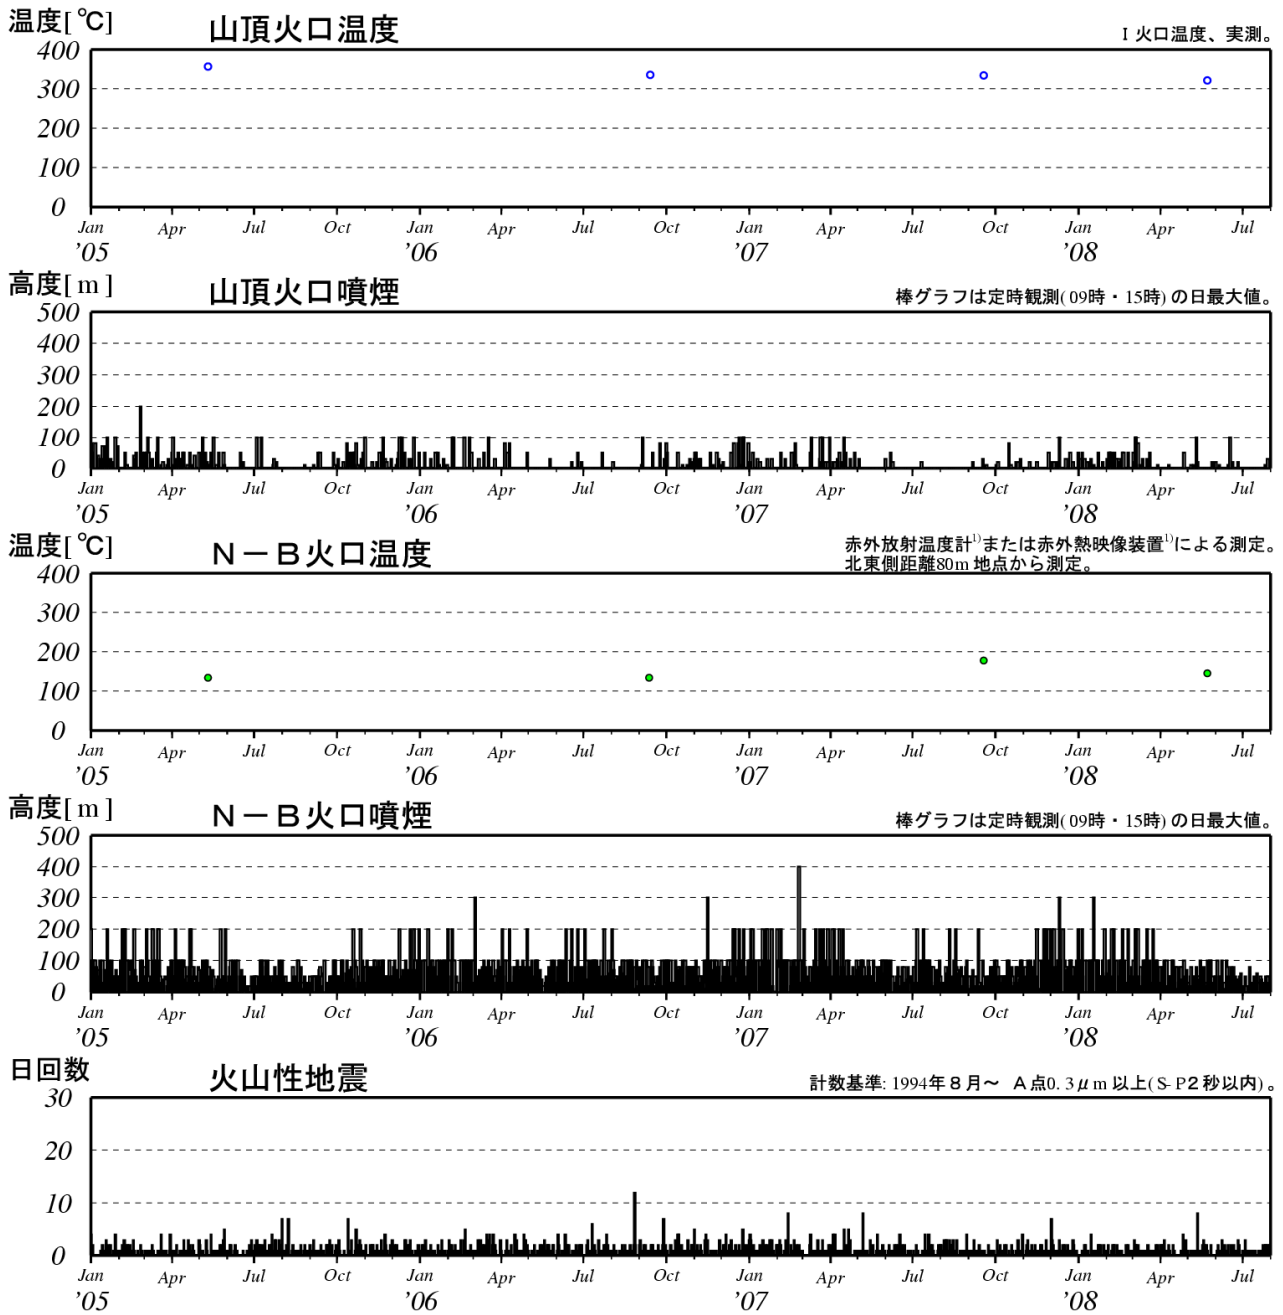 温度[℃]
山頂火口温度
I 火口温度、実測。
400
300
200
100
0
Jan Apr Jul Oct Jan Apr Jul Oct Jan Apr Jul Oct Jan Apr Jul
'05 '06 '07 '08
高度[m]
山頂火口噴煙
棒グラフは定時観測(09時・15時)の日最大値。
500
400
300
200
100
0
Jan Apr Jul Oct Jan Apr Jul Oct Jan Apr Jul Oct Jan Apr Jul
'05 '06 '07 '08
温度[℃]
N－B火口温度
赤外放射温度計1)または赤外熱映像装置1)による測定。
北東側距離80m 地点から測定。
400
300
200
100
0
Jan Apr Jul Oct Jan Apr Jul Oct Jan Apr Jul Oct Jan Apr Jul
'05 '06 '07 '08
高度[m]
N－B火口噴煙
棒グラフは定時観測(09時・15時)の日最大値。
500
400
300
200
100
0
Jan Apr Jul Oct Jan Apr Jul Oct Jan Apr Jul Oct Jan Apr Jul
'05 '06 '07 '08
日回数
火山性地震
計数基準: 1994年８月～ A点0.3μm以上(S-P２秒以内)。
30
20
10
0
Jan Apr Jul Oct Jan Apr Jul Oct Jan Apr Jul Oct Jan Apr Jul
'05 '06 '07 '08